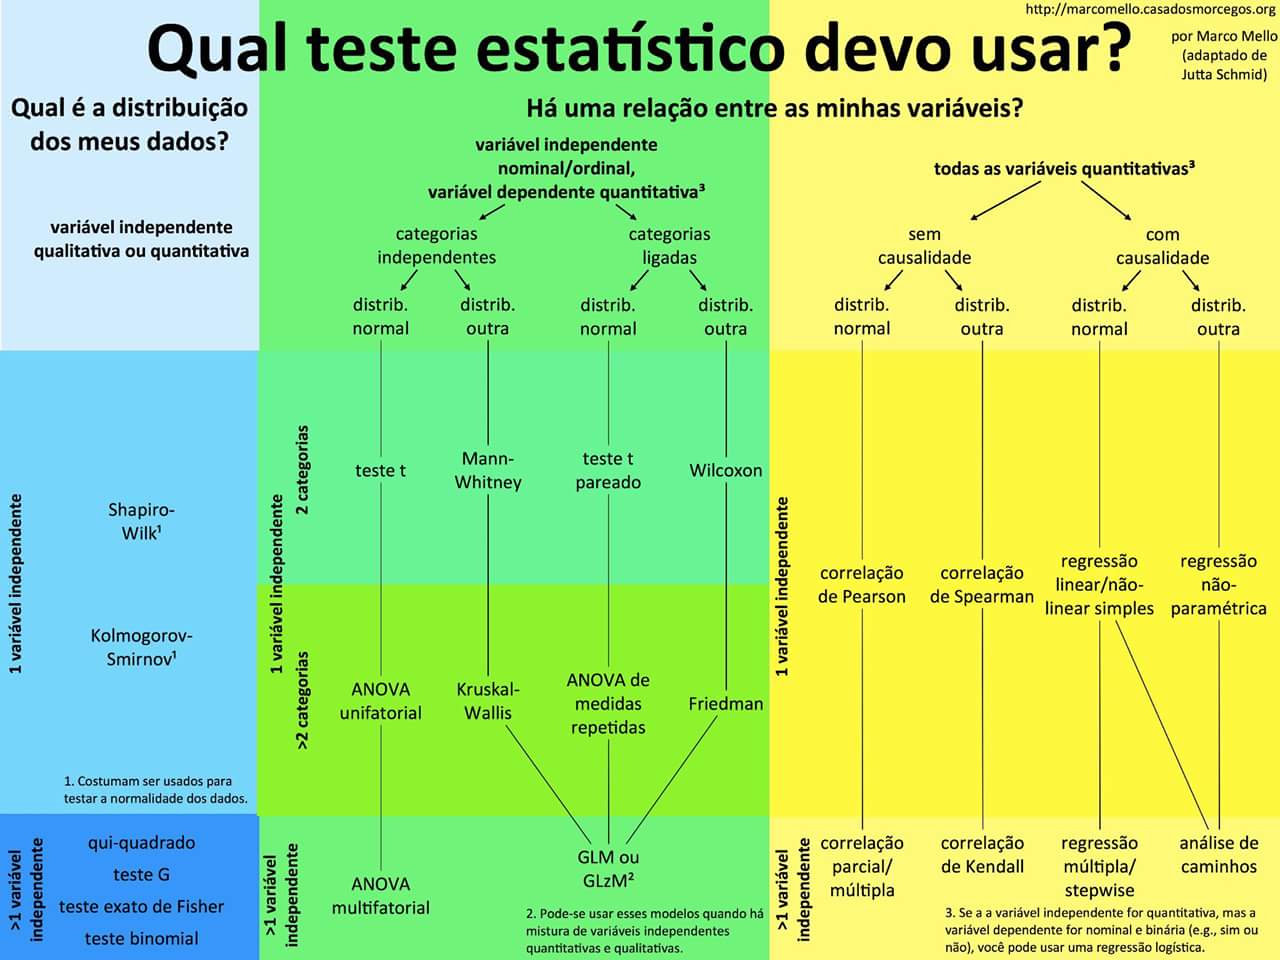 http://marcomello.casadosmorcegos.org
Qual teste estatístico devo usar?
por Marco Mello
(adaptado de
Jutta Schmid)
Qual é a distribuição
dos meus dados?
variável independente
qualitativa ou quantitativa
Há uma relação entre as minhas variáveis?
variável independente
nominal/ordinal,
variável dependente quantitativa³
todas as variáveis quantitativas³
categorias
independentes
categorias
ligadas
sem
causalidade
com
causalidade
distrib.
normal
distrib.
outra
distrib.
normal
distrib.
outra
distrib.
normal
distrib.
outra
distrib.
normal
distrib.
outra
1 variável independente
Shapiro-
Wilk¹
Kolmogorov-
Smirnov¹
1. Costumam ser usados para
testar a normalidade dos dados.
1 variável independente
2 categorias
teste t
Mann-
Whitney
teste t
pareado
Wilcoxon
>2 categorias
ANOVA
unifatorial
Kruskal-
Wallis
ANOVA de
medidas
repetidas
Friedman
1 variável independente
correlação
de Pearson
correlação
de Spearman
regressão
linear/não-
linear simples
regressão
não-
paramétrica
>1 variável
independente
qui-quadrado
teste G
teste exato de Fisher
teste binomial
>1 variável
independente
ANOVA
multifatorial
GLM ou
GLzM²
2. Pode-se usar esses modelos quando há
mistura de variáveis independentes
quantitativas e qualitativas.
>1 variável
independente
correlação
parcial/
múltipla
correlação
de Kendall
regressão
múltipla/
stepwise
análise de
caminhos
3. Se a a variável independente for quantitativa, mas a
variável dependente for nominal e binária (e.g., sim ou
não), você pode usar uma regressão logística.